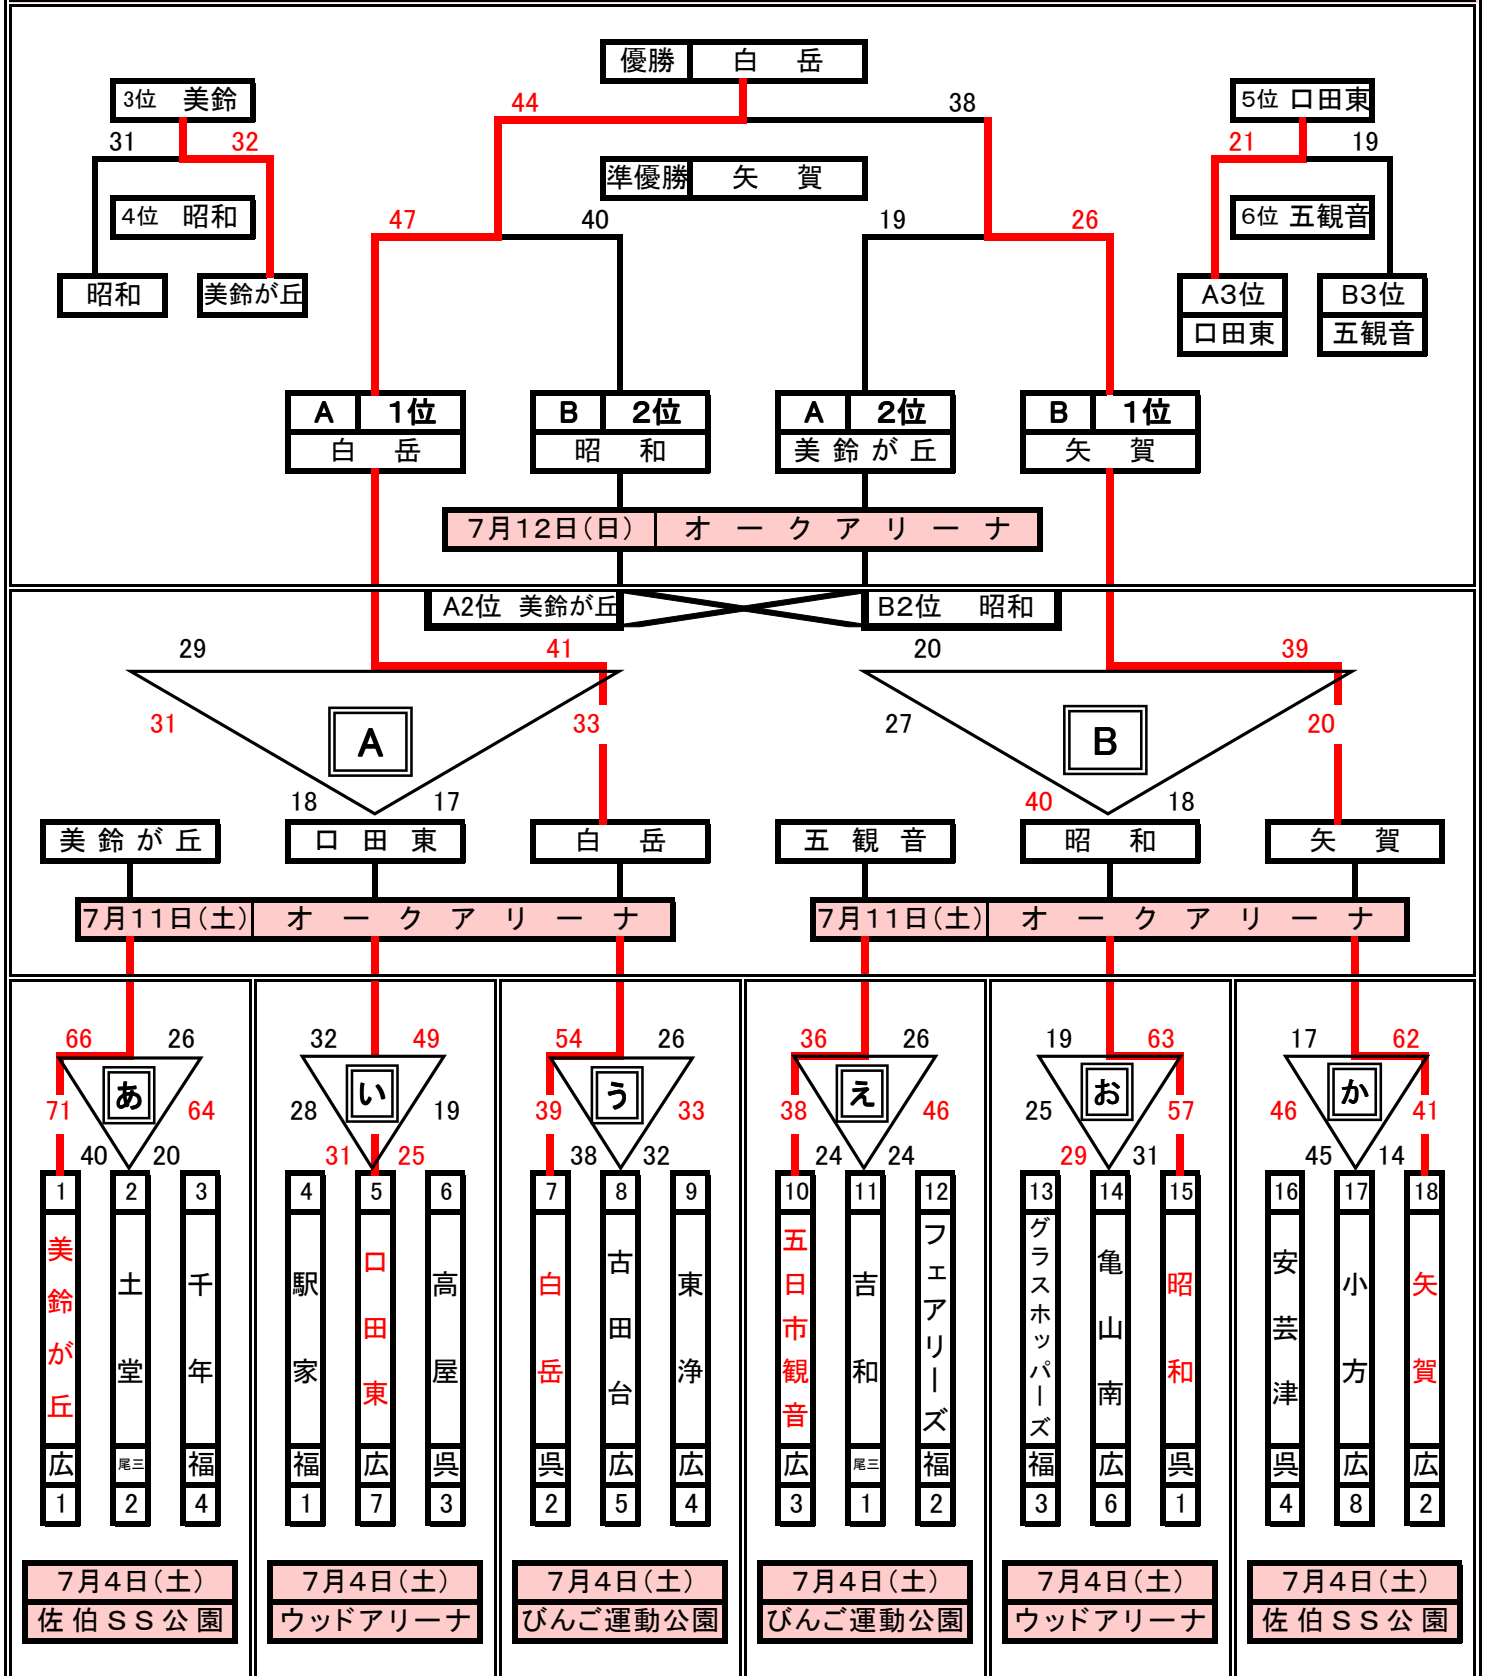 優勝 白岳
3位 美鈴
44
38
5位 口田東
31
32
21
19
準優勝 矢賀
4位 昭和
47
40
19
26
6位 五観音
昭和
美鈴が丘
A3位
B3位
口田東
五観音
A 1位
B 2位
A 2位
B 1位
白岳
昭和
美鈴が丘
矢賀
7月12日(日) オークアリーナ
A2位 美鈴が丘
B2位 昭和
29
41
20
39
31
A
33
27
B
20
18
17
40
18
美鈴が丘
口田東
白岳
五観音
昭和
矢賀
7月11日(土) オークアリーナ
7月11日(土) オークアリーナ
66
26
32
49
54
26
36
26
19
63
17
62
あ
い
う
え
お
か
71
64
28
19
39
33
38
46
25
57
46
41
40
20
31
25
38
32
24
24
29
31
45
14
1
2
3
4
5
6
7
8
9
10
11
12
13
14
15
16
17
18
美鈴が丘
土堂
千年
駅家
口田東
高屋
白岳
古田台
東浄
五日市観音
吉和
フェアリーズ
グラスホッパーズ
亀山南
昭和
安芸津
小方
矢賀
広
尾三
福
福
広
呉
呉
広
広
広
尾三
福
福
広
呉
呉
広
広
1
2
4
1
7
3
2
5
4
3
1
2
3
6
1
4
8
2
7月4日(土)
7月4日(土)
7月4日(土)
7月4日(土)
7月4日(土)
7月4日(土)
佐伯SS公園
ウッドアリーナ
びんご運動公園
びんご運動公園
ウッドアリーナ
佐伯SS公園